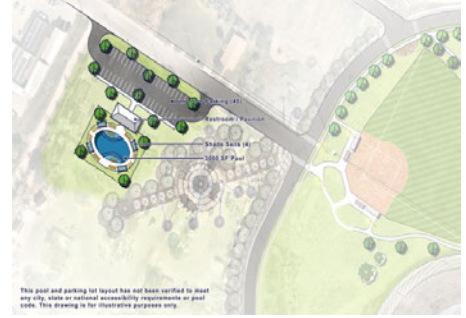 Parking (40)
Restroom / Pavilion
Shade Sails (4)
3000 SF Pool
This pool and parking lot layout has not been verified to meet
any city, state or national accessibility requirements or pool
code. This drawing is for illustrative purposes only.